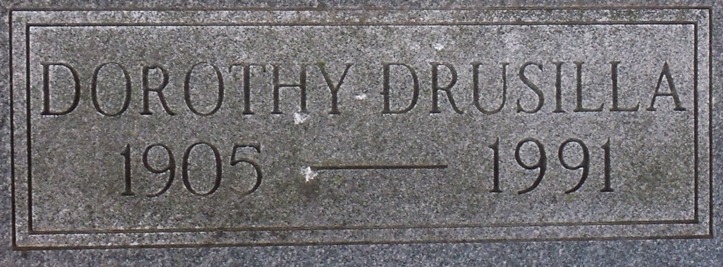 DOROTHY DRUSILLA
1905 — 1991